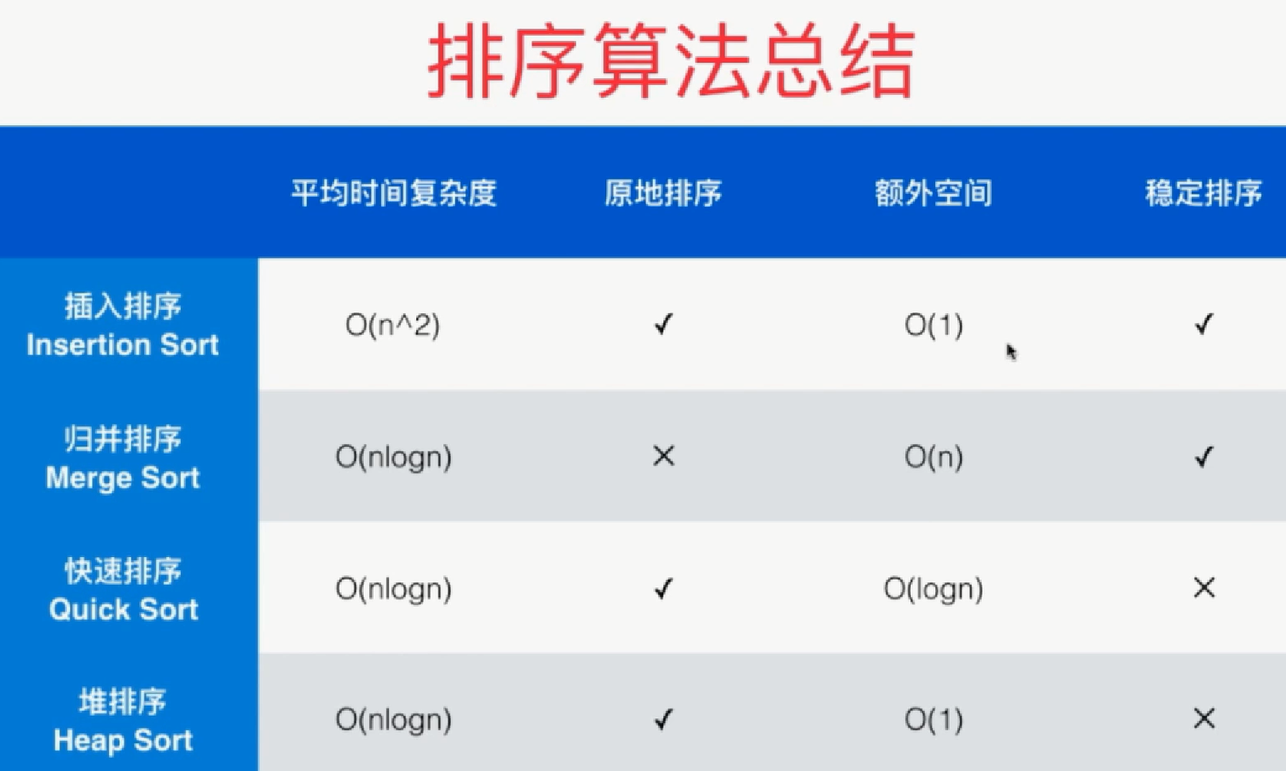 排序算法总结
平均时间复杂度 原地排序 额外空间 稳定排序
插入排序
Insertion Sort O(n^2) ✓ O(1) ✓
归并排序
Merge Sort O(nlogn) ✕ O(n) ✓
快速排序
Quick Sort O(nlogn) ✓ O(logn) ✕
堆排序
Heap Sort O(nlogn) ✓ O(1) ✕